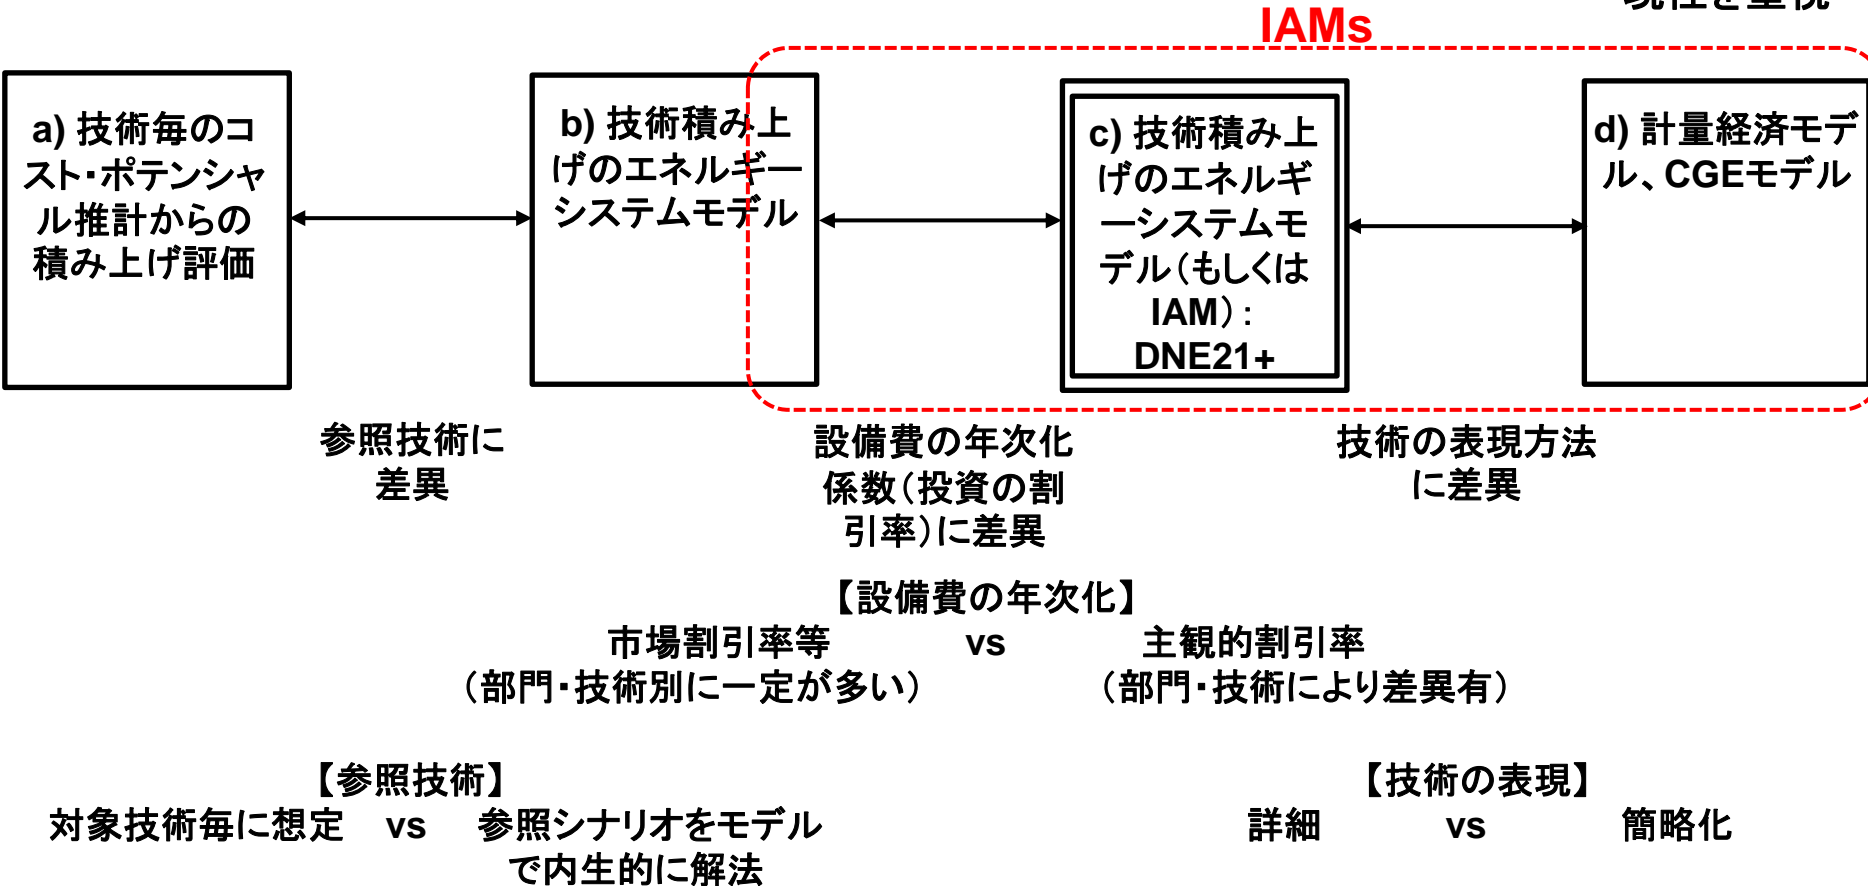 IAMs
a) 技術毎のコ
スト・ポテンシャ
ル推計からの
積み上げ評価
b) 技術積み上
げのエネルギー
システムモデル
c) 技術積み上
げのエネルギ
ーシステムモ
デル（もしくは
IAM）：
DNE21+
d) 計量経済モデ
ル、CGEモデル
参照技術に
差異
設備費の年次化
係数（投資の割
引率）に差異
技術の表現方法
に差異
【設備費の年次化】
市場割引率等 vs 主観的割引率
（部門・技術別に一定が多い） （部門・技術により差異有）
【参照技術】
対象技術毎に想定 vs 参照シナリオをモデル
で内生的に解法
【技術の表現】
詳細 vs 簡略化